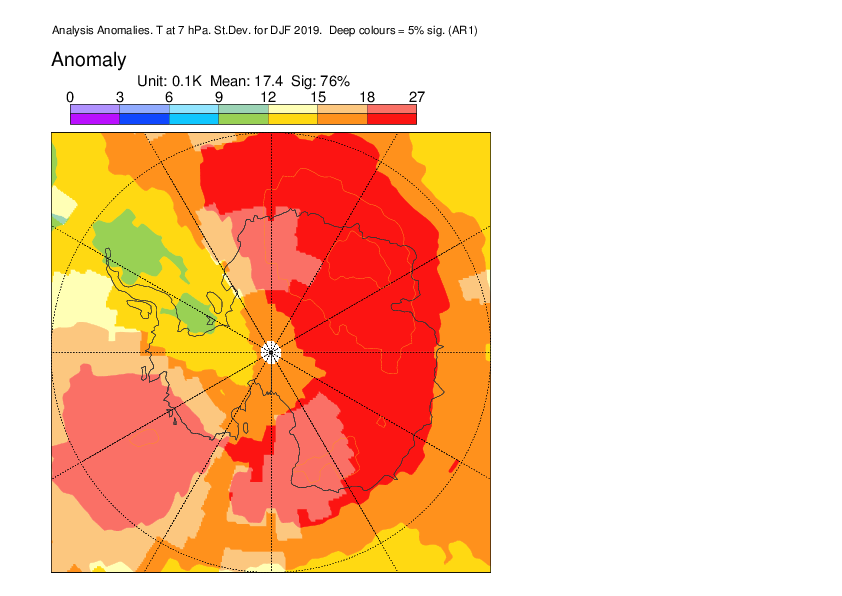 Analysis Anomalies. T at 7 hPa. St.Dev. for DJF 2019.  Deep colours = 5% sig. (AR1)
Anomaly
Unit: 0.1K  Mean: 17.4  Sig: 76%
0 3 6 9 12 15 18 27